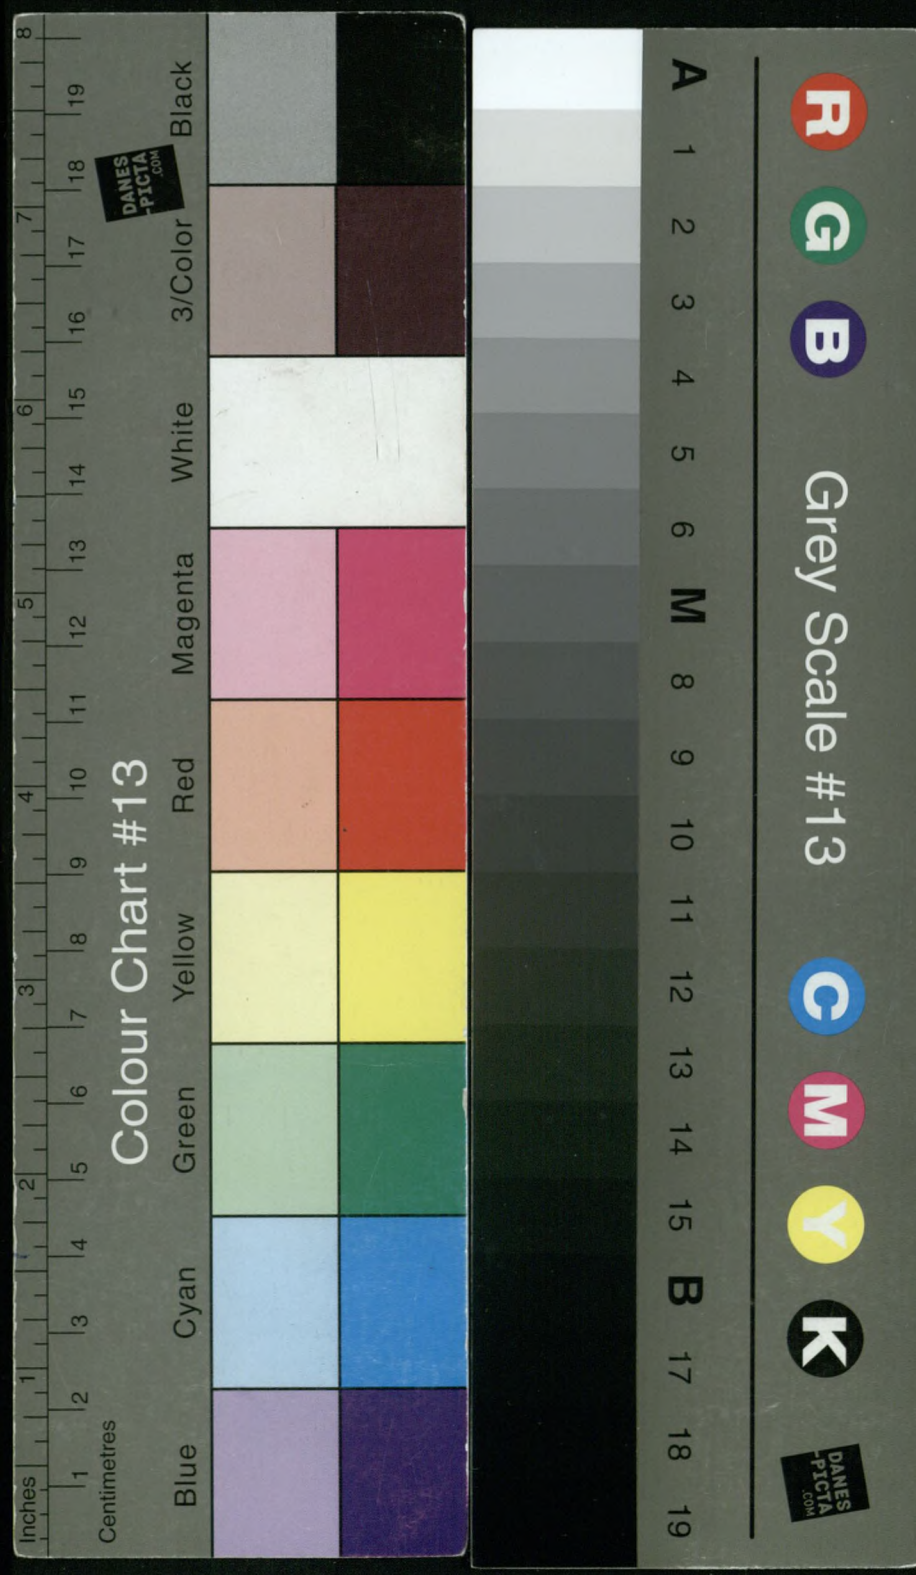 Colour Chart #13
Inches 1 2 3 4 5 6 7 8
Centimetres 1 2 3 4 5 6 7 8 9 10 11 12 13 14 15 16 17 18 19
Blue Cyan Green Yellow Red Magenta White 3/Color Black
DANES
-PICTA
.COM
R G B Grey Scale #13 C M Y K
DANES
-PICTA
.COM
A 1 2 3 4 5 6 M 8 9 10 11 12 13 14 15 B 17 18 19